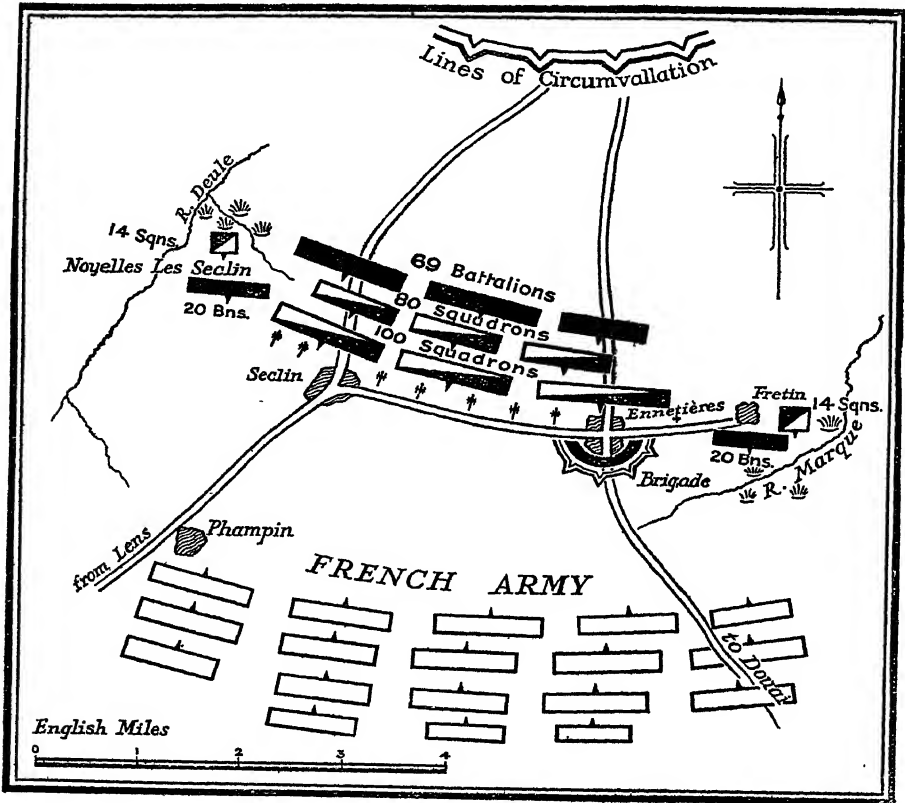 Lines of Circumvallation
R. Deule
14 Sqns.
Noyelles Les Seclin
20 Bns.
69 Battalions
80 Squadrons
100 Squadrons
Seclin
Ennetières
Fretin
14 Sqns.
20 Bns.
R. Marque
Brigade
Phampin
from Lens
FRENCH ARMY
to Douai
English Miles
0 1 2 3 4